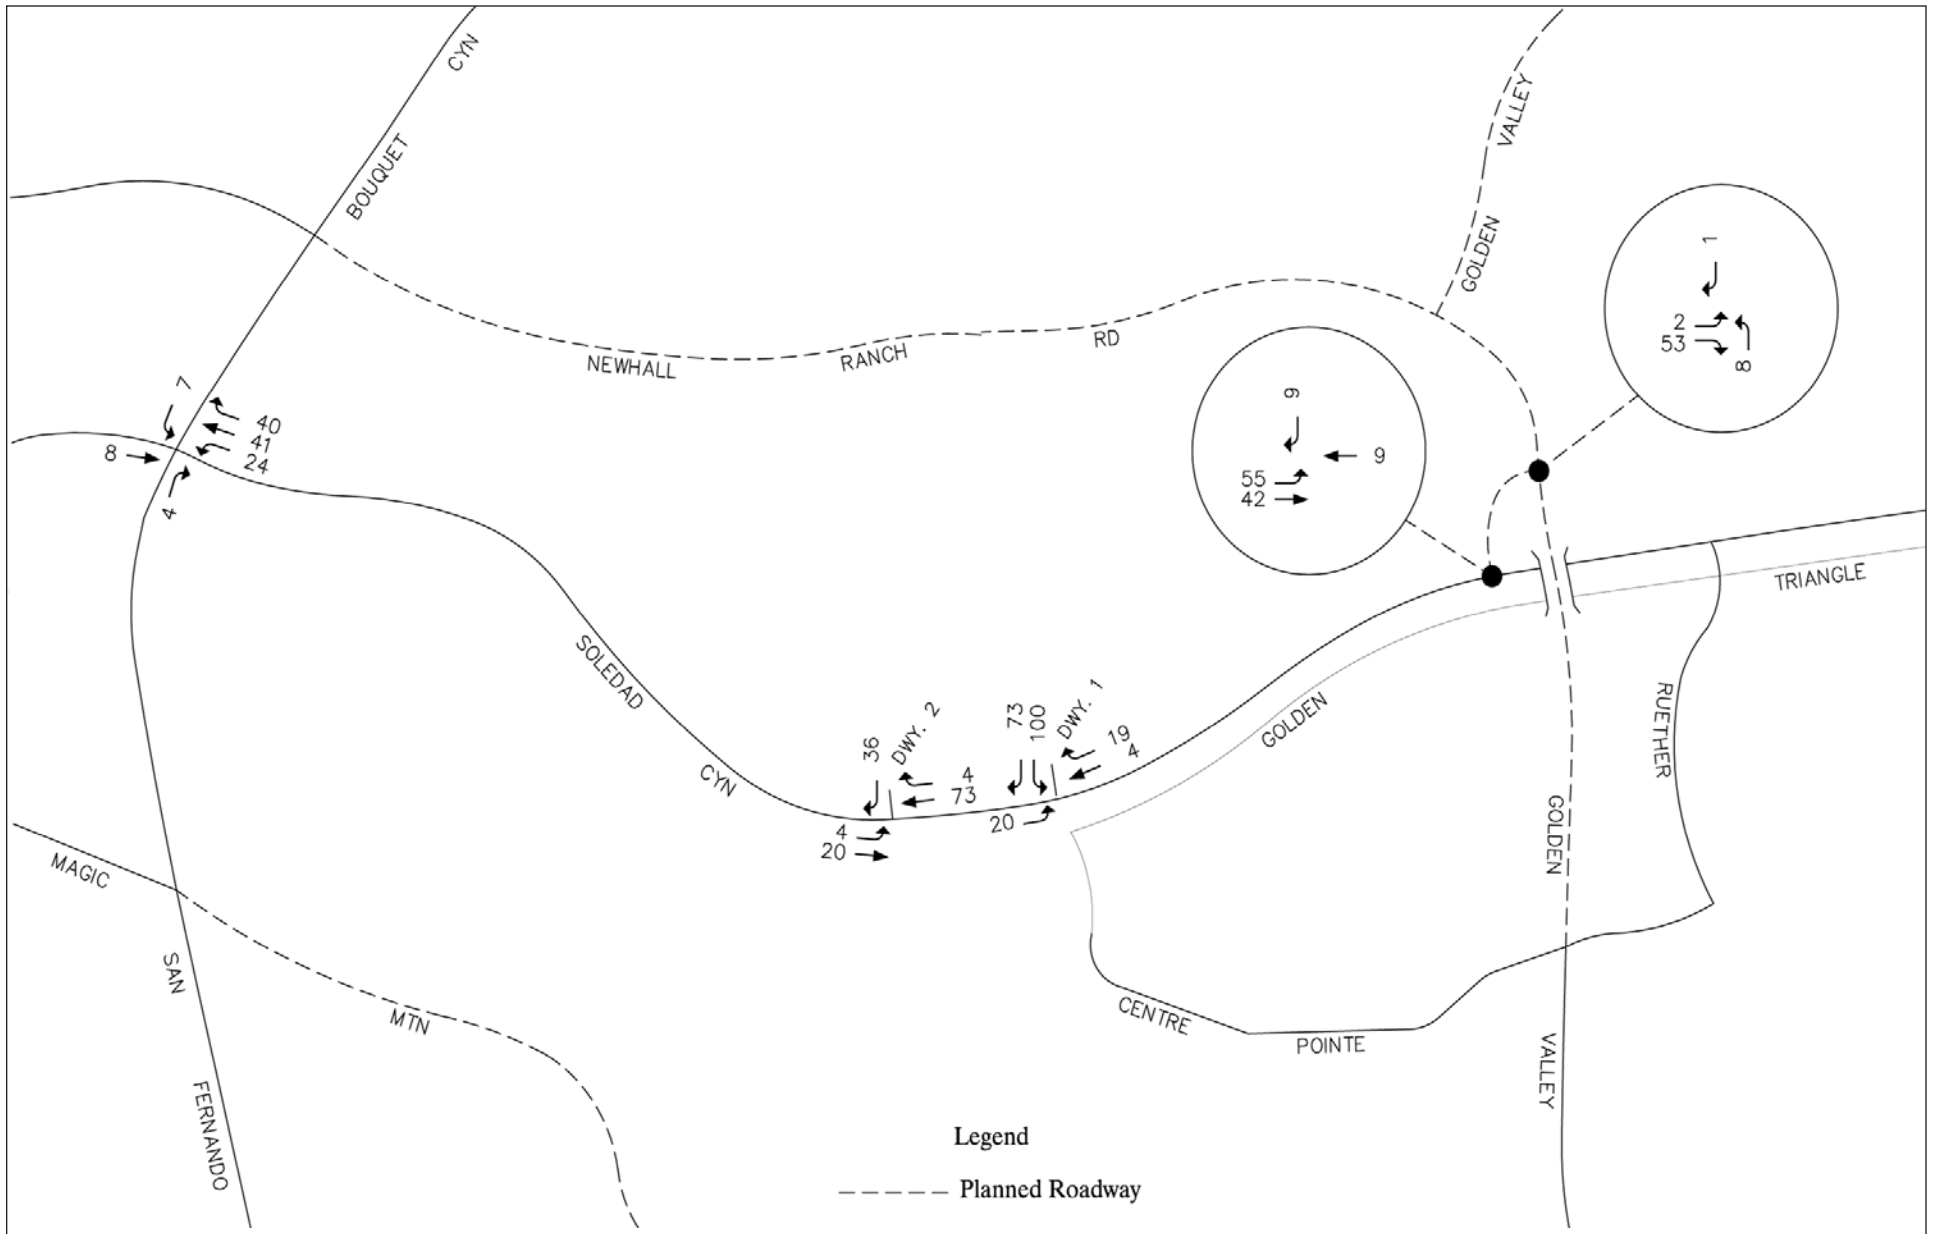 CYN
BOUQUET
VALLEY
GOLDEN
1
2
53
8
NEWHALL
RANCH
RD
9
9
55
42
7
40
41
24
8
4
TRIANGLE
SOLEDAD
CYN
36
DWY. 2
4
73
4
20
73
100
DWY. 1
19
4
20
GOLDEN
RUETHER
GOLDEN
VALLEY
MAGIC
MTN
SAN
FERNANDO
CENTRE
POINTE
Legend
Planned Roadway